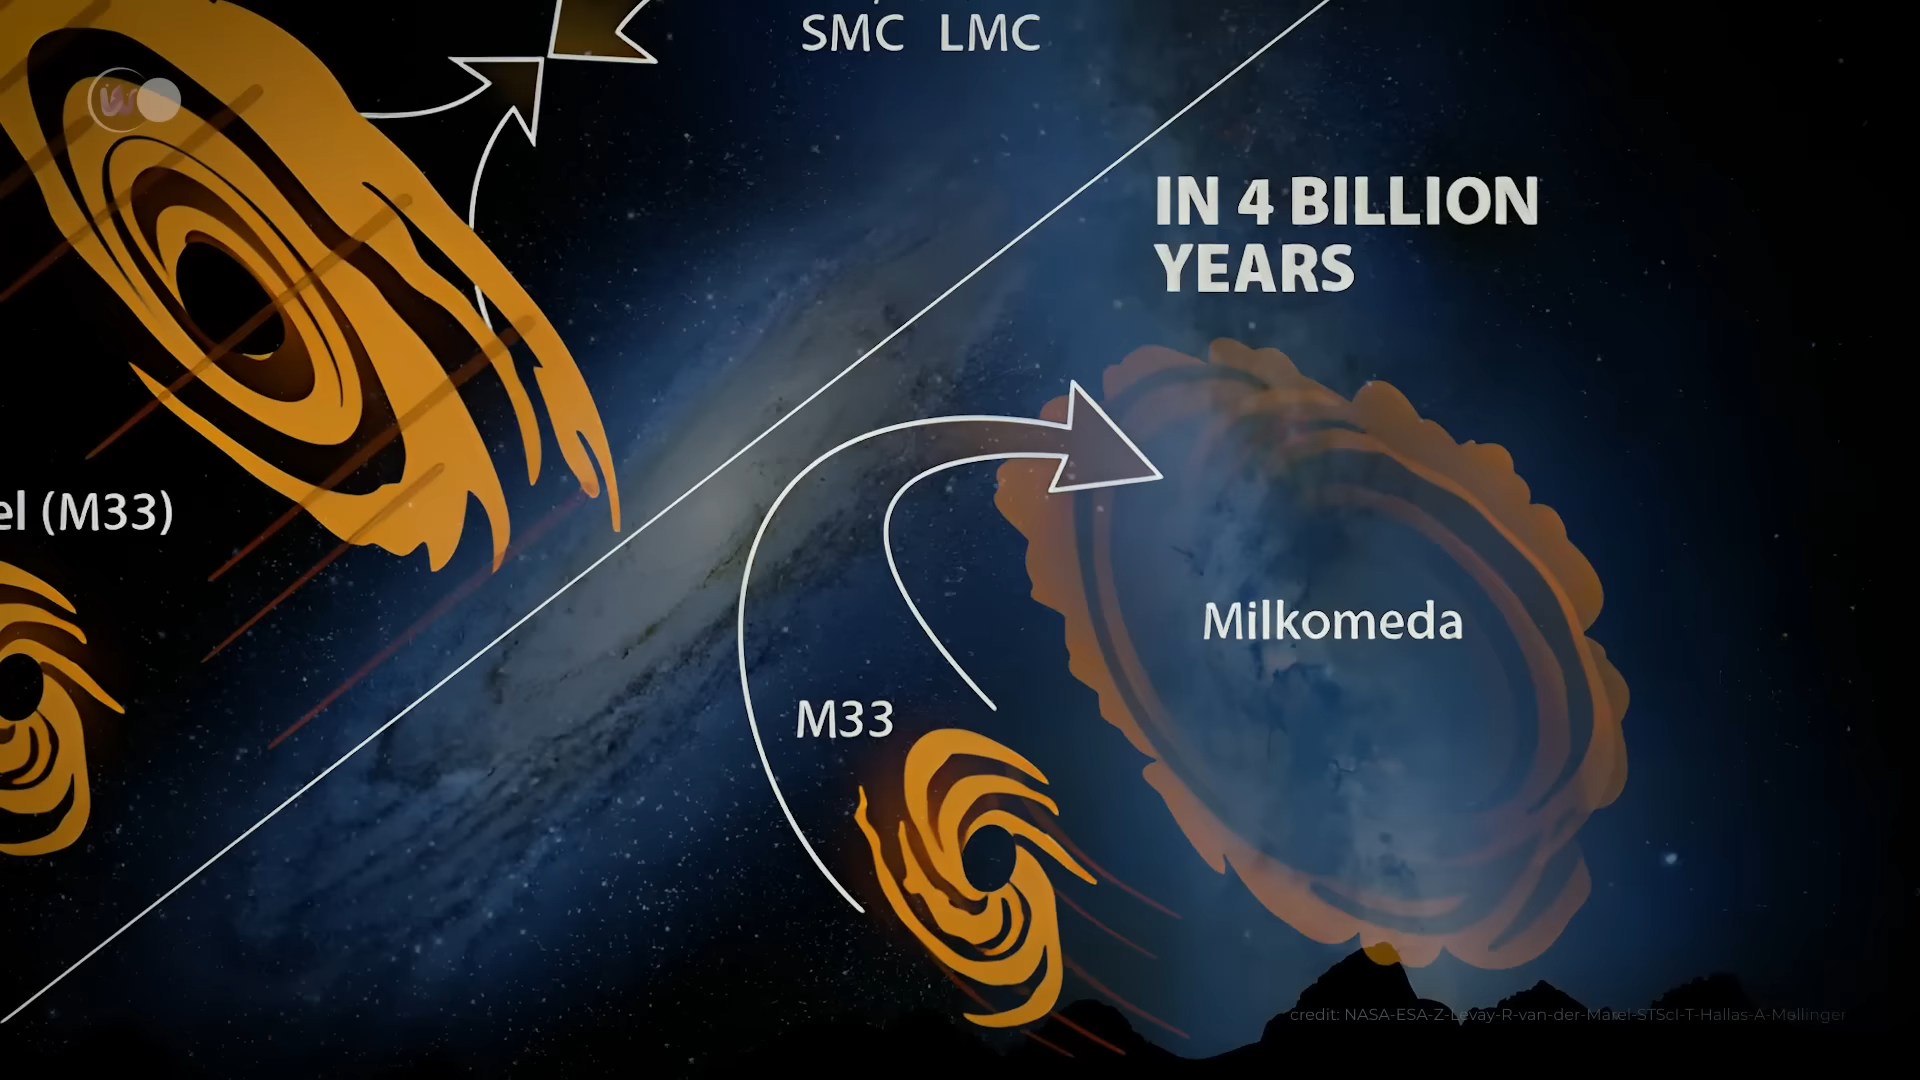 SMC LMC
IN 4 BILLION
YEARS
el (M33)
Milkomeda
M33
credit: NASA-ESA-Z-Levay-R-van-der-Marel-STScI-T-Hallas-A-Mellinger